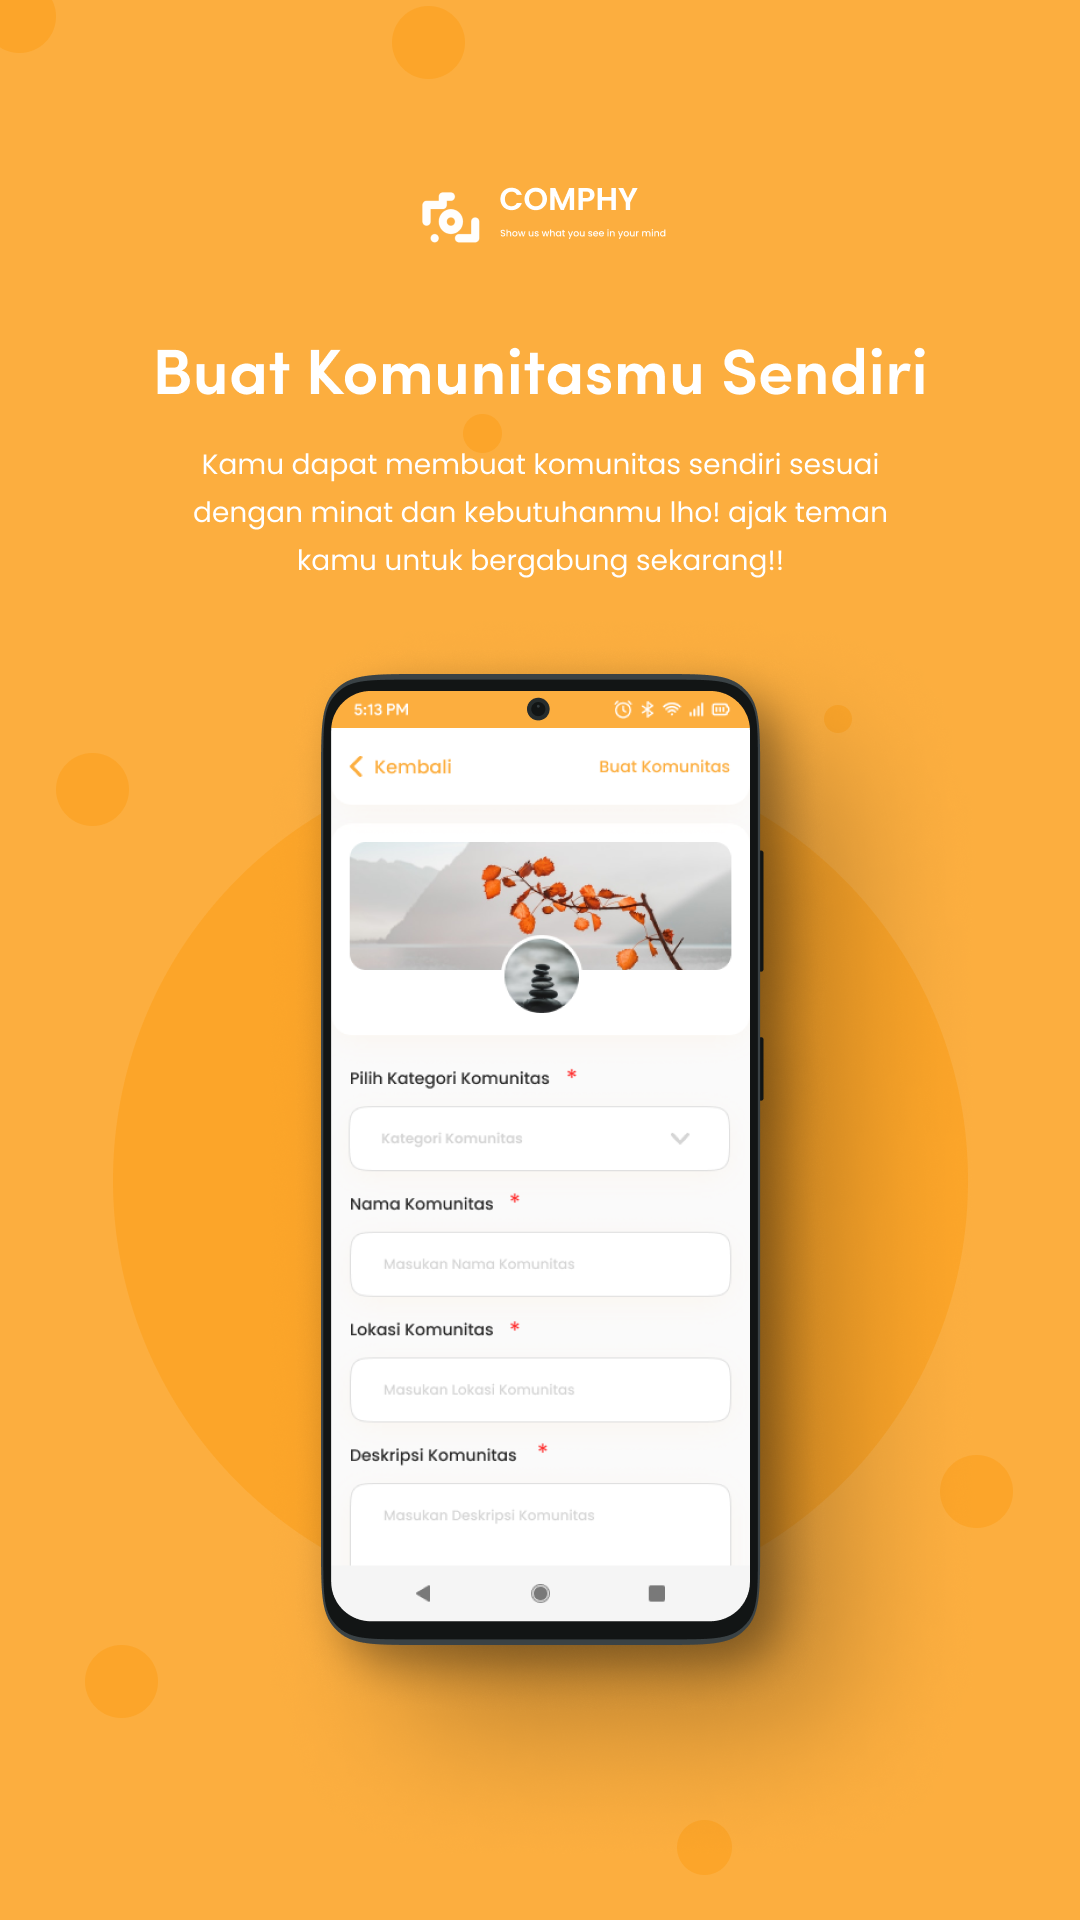 COMPHY
Show us what you see in your mind
Buat Komunitasmu Sendiri
Kamu dapat membuat komunitas sendiri sesuai
dengan minat dan kebutuhanmu lho! ajak teman
kamu untuk bergabung sekarang!!
5:13 PM
Kembali
Buat Komunitas
Pilih Kategori Komunitas *
Kategori Komunitas
Nama Komunitas *
Masukan Nama Komunitas
Lokasi Komunitas *
Masukan Lokasi Komunitas
Deskripsi Komunitas *
Masukan Deskripsi Komunitas